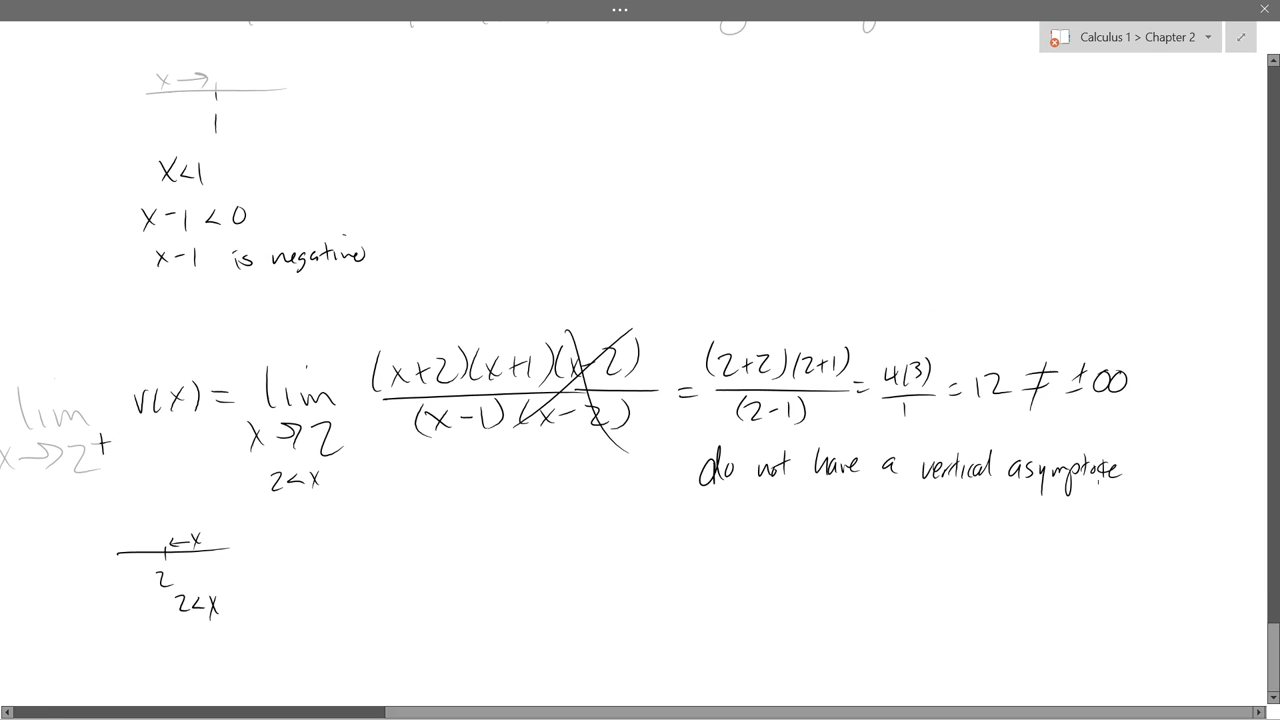 Calculus 1 > Chapter 2
x →
1
x<1
x-1 < 0
x-1 is negative
lim x→2+ v(x) = lim x→2 2<x (x+2)(x+1)(x-2) / (x-1)(x-2) = (2+2)(2+1) / (2-1) = 4(3) / 1 = 12 ≠ ±∞
do not have a vertical asymptote
← x
2
2<x